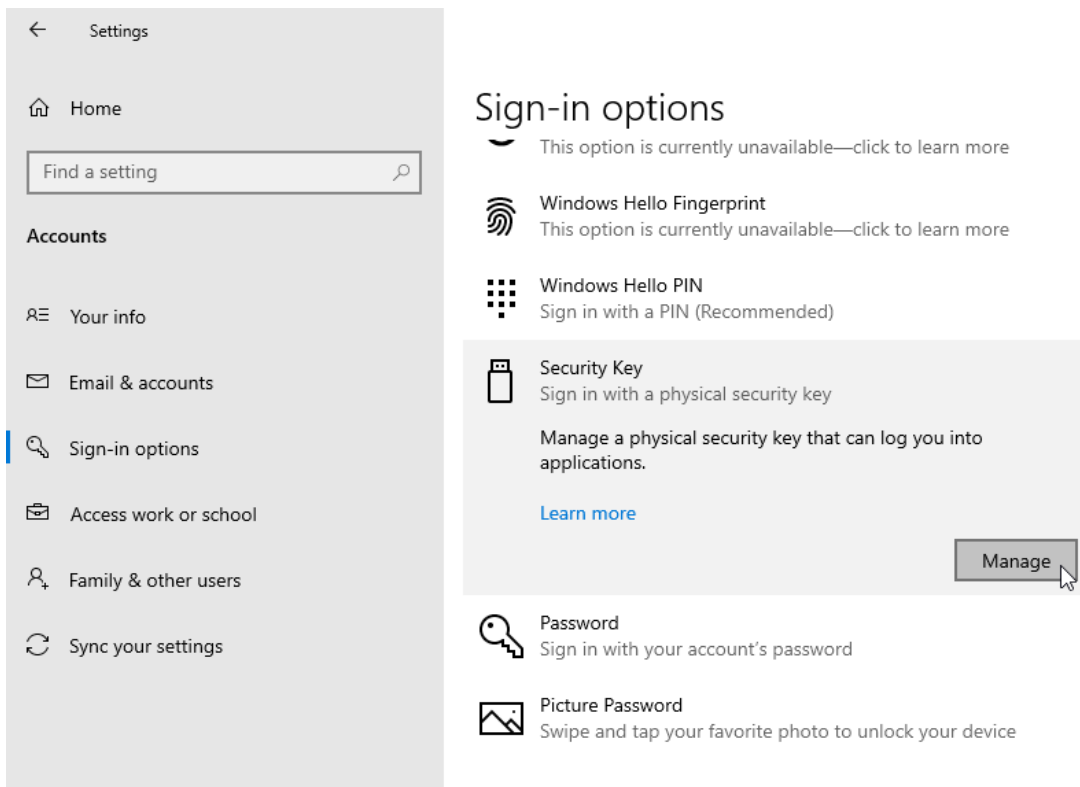 Settings
Home
Find a setting
Accounts
Your info
Email & accounts
Sign-in options
Access work or school
Family & other users
Sync your settings
Sign-in options
This option is currently unavailable—click to learn more
Windows Hello Fingerprint
This option is currently unavailable—click to learn more
Windows Hello PIN
Sign in with a PIN (Recommended)
Security Key
Sign in with a physical security key
Manage a physical security key that can log you into
applications.
Learn more
Manage
Password
Sign in with your account’s password
Picture Password
Swipe and tap your favorite photo to unlock your device